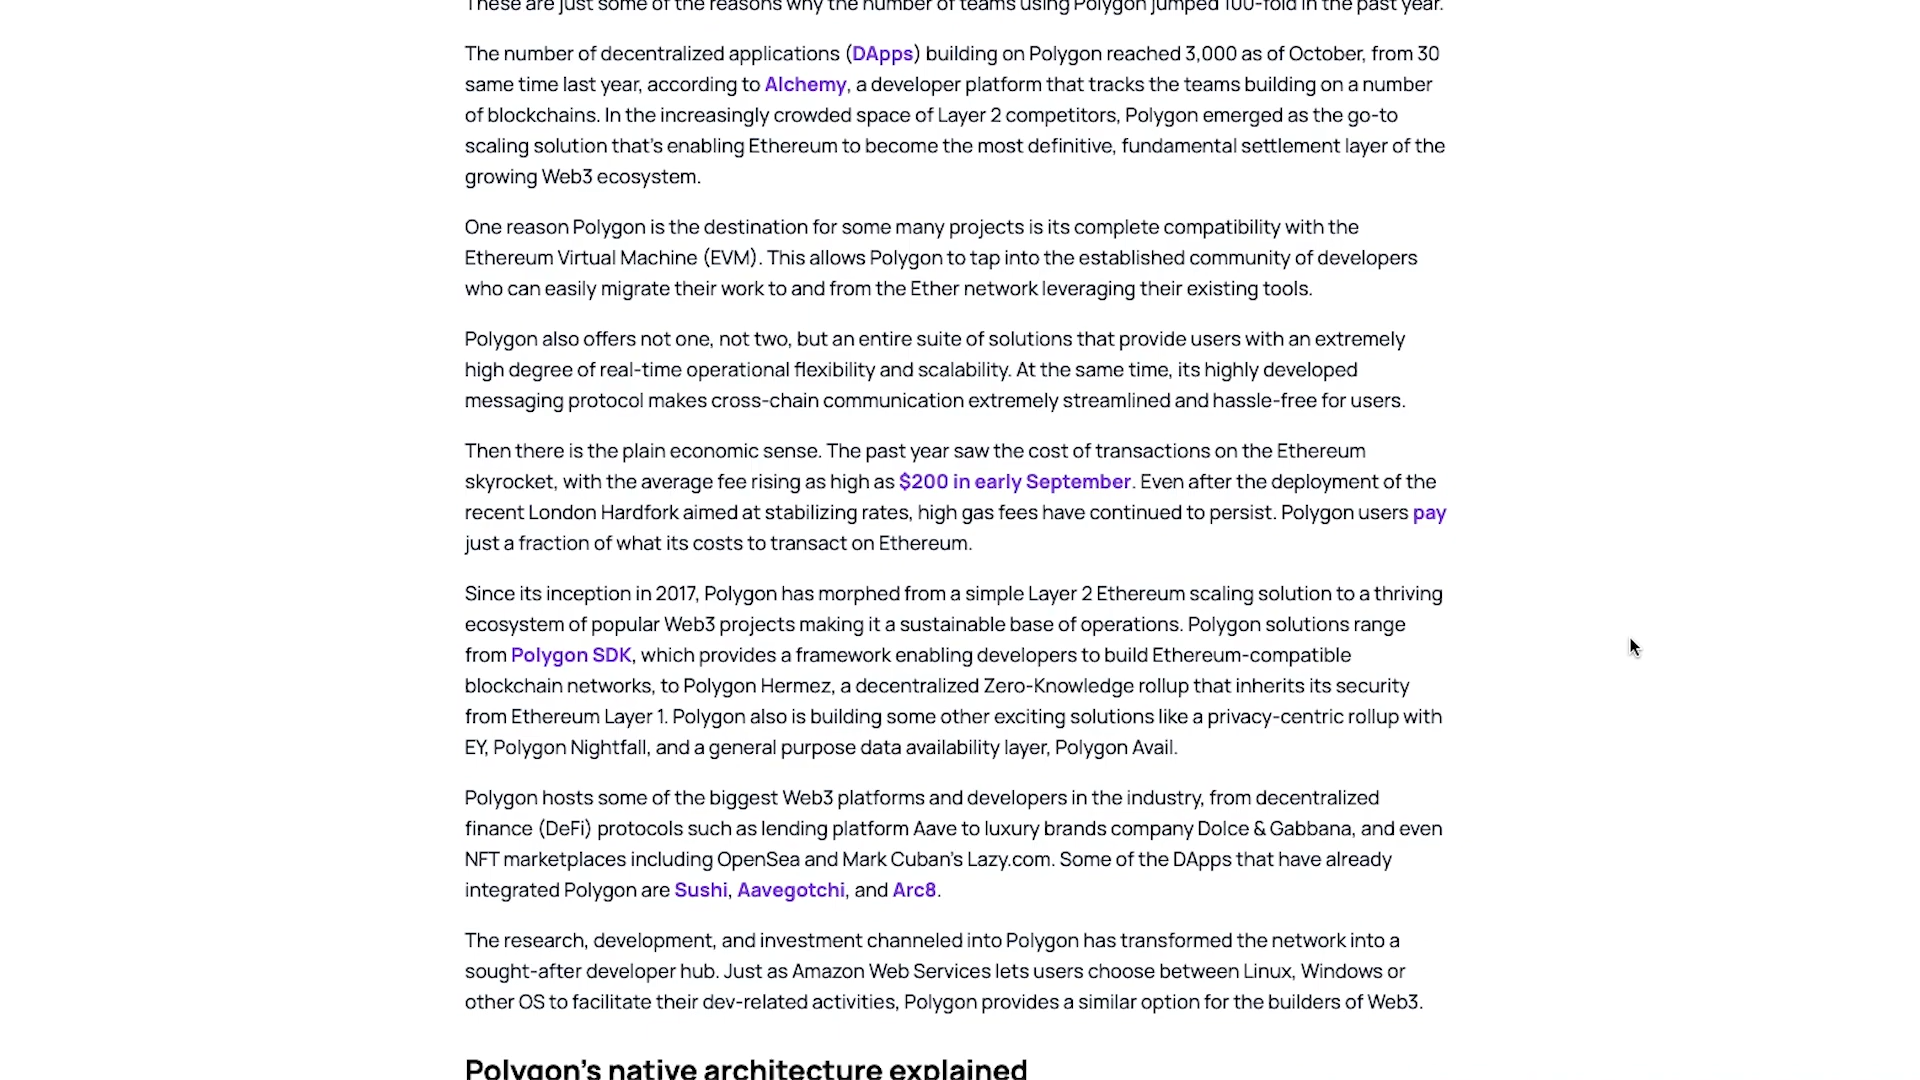 These are just some of the reasons why the number of teams using Polygon jumped 100-fold in the past year.
The number of decentralized applications (DApps) building on Polygon reached 3,000 as of October, from 30
same time last year, according to Alchemy, a developer platform that tracks the teams building on a number
of blockchains. In the increasingly crowded space of Layer 2 competitors, Polygon emerged as the go-to
scaling solution that's enabling Ethereum to become the most definitive, fundamental settlement layer of the
growing Web3 ecosystem.
One reason Polygon is the destination for some many projects is its complete compatibility with the
Ethereum Virtual Machine (EVM). This allows Polygon to tap into the established community of developers
who can easily migrate their work to and from the Ether network leveraging their existing tools.
Polygon also offers not one, not two, but an entire suite of solutions that provide users with an extremely
high degree of real-time operational flexibility and scalability. At the same time, its highly developed
messaging protocol makes cross-chain communication extremely streamlined and hassle-free for users.
Then there is the plain economic sense. The past year saw the cost of transactions on the Ethereum
skyrocket, with the average fee rising as high as $200 in early September. Even after the deployment of the
recent London Hardfork aimed at stabilizing rates, high gas fees have continued to persist. Polygon users pay
just a fraction of what its costs to transact on Ethereum.
Since its inception in 2017, Polygon has morphed from a simple Layer 2 Ethereum scaling solution to a thriving
ecosystem of popular Web3 projects making it a sustainable base of operations. Polygon solutions range
from Polygon SDK, which provides a framework enabling developers to build Ethereum-compatible
blockchain networks, to Polygon Hermez, a decentralized Zero-Knowledge rollup that inherits its security
from Ethereum Layer 1. Polygon also is building some other exciting solutions like a privacy-centric rollup with
EY, Polygon Nightfall, and a general purpose data availability layer, Polygon Avail.
Polygon hosts some of the biggest Web3 platforms and developers in the industry, from decentralized
finance (DeFi) protocols such as lending platform Aave to luxury brands company Dolce & Gabbana, and even
NFT marketplaces including OpenSea and Mark Cuban's Lazy.com. Some of the DApps that have already
integrated Polygon are Sushi, Aavegotchi, and Arc8.
The research, development, and investment channeled into Polygon has transformed the network into a
sought-after developer hub. Just as Amazon Web Services lets users choose between Linux, Windows or
other OS to facilitate their dev-related activities, Polygon provides a similar option for the builders of Web3.
Polygon's native architecture explained